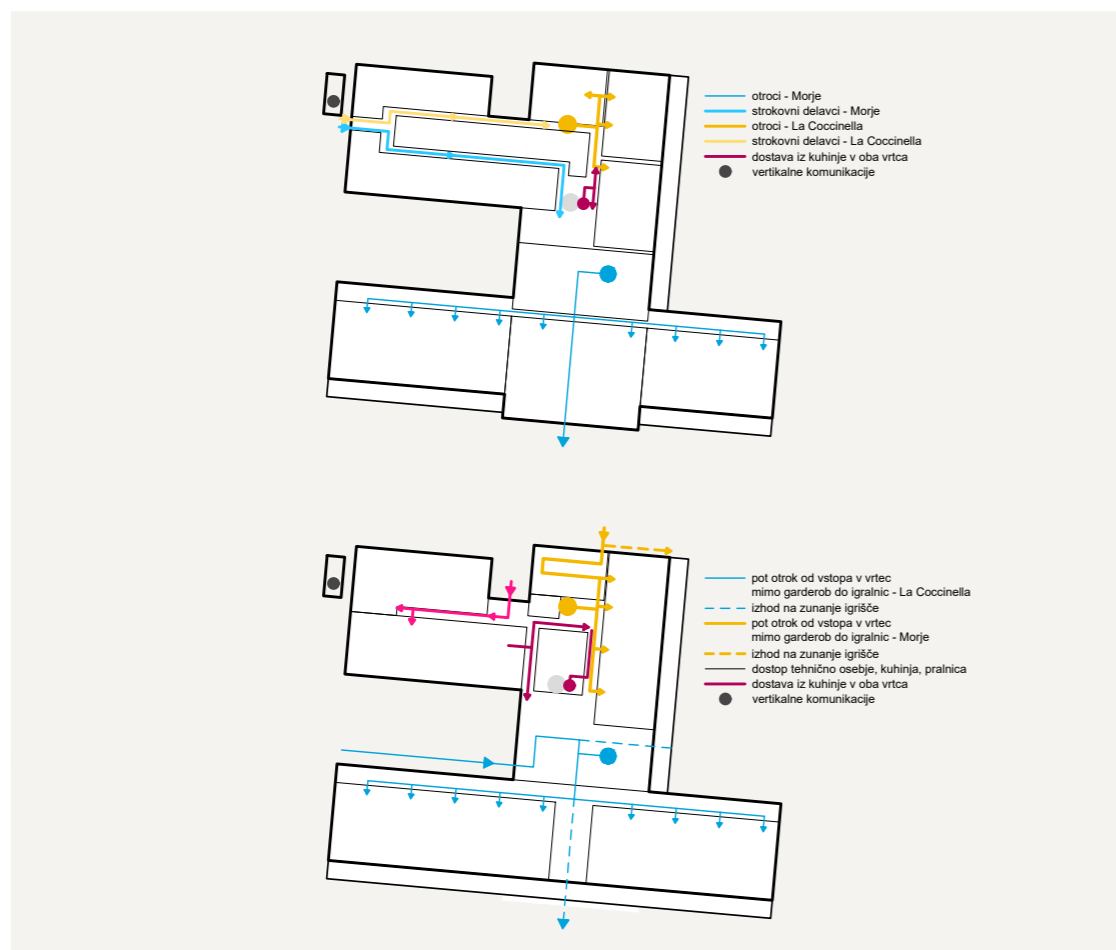 otroci - Morje
strokovni delavci - Morje
otroci - La Coccinella
strokovni delavci - La Coccinella
dostava iz kuhinje v oba vrtca
vertikalne komunikacije
pot otrok od vstopa v vrtec
mimo garderob do igralnic - La Coccinella
izhod na zunanje igrišče
pot otrok od vstopa v vrtec
mimo garderob do igralnic - Morje
izhod na zunanje igrišče
dostop tehnično osebje, kuhinja, pralnica
dostava iz kuhinje v oba vrtca
vertikalne komunikacije